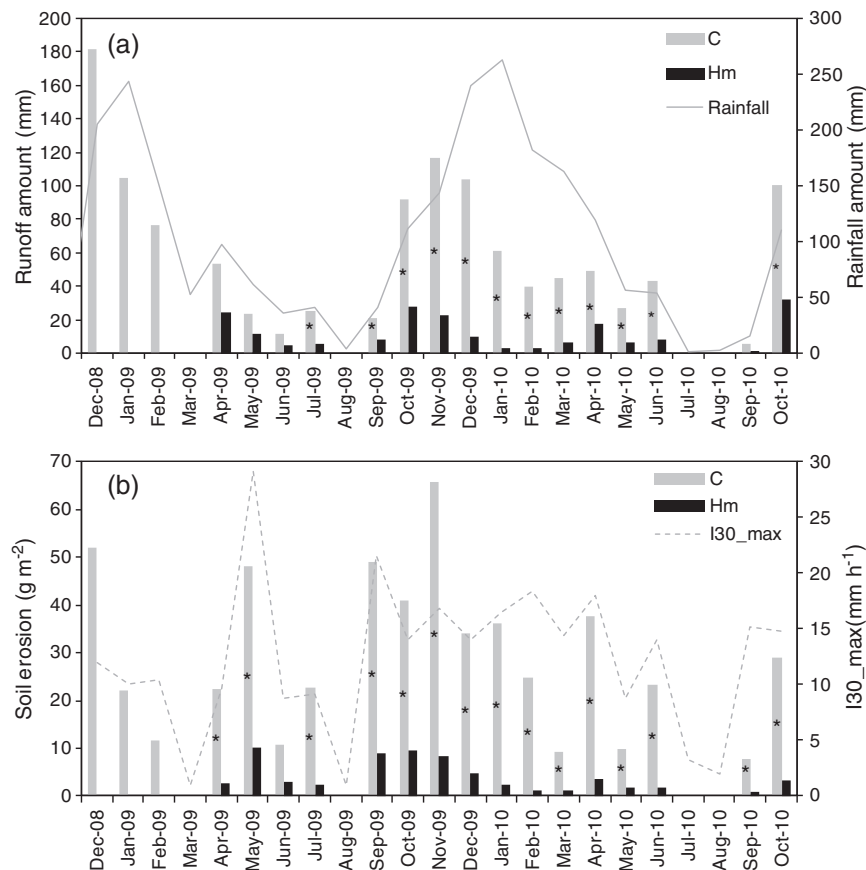 (a)
C
Hm
Rainfall
Runoff amount (mm)
200
180
160
140
120
100
80
60
40
20
0
Rainfall amount (mm)
300
250
200
150
100
50
0
* * * * * * * * * * * * *
Dec-08
Jan-09
Feb-09
Mar-09
Apr-09
May-09
Jun-09
Jul-09
Aug-09
Sep-09
Oct-09
Nov-09
Dec-09
Jan-10
Feb-10
Mar-10
Apr-10
May-10
Jun-10
Jul-10
Aug-10
Sep-10
Oct-10
(b)
C
Hm
I30_max
Soil erosion (g m⁻²)
70
60
50
40
30
20
10
0
I30_max(mm h⁻¹)
30
25
20
15
10
5
0
* * * * * * * * * * * * * * *
Dec-08
Jan-09
Feb-09
Mar-09
Apr-09
May-09
Jun-09
Jul-09
Aug-09
Sep-09
Oct-09
Nov-09
Dec-09
Jan-10
Feb-10
Mar-10
Apr-10
May-10
Jun-10
Jul-10
Aug-10
Sep-10
Oct-10